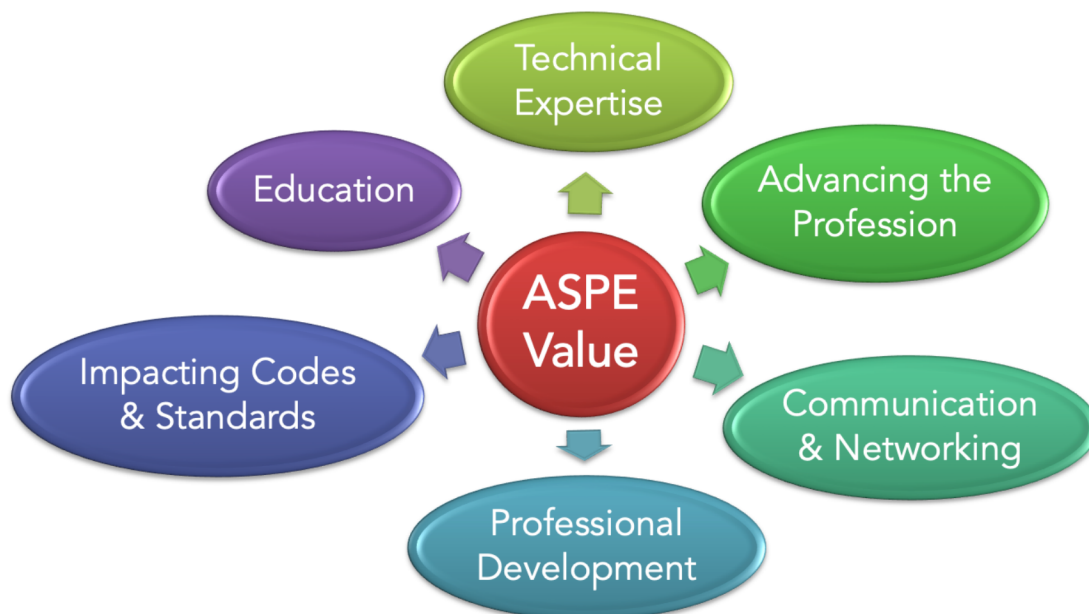 Technical
Expertise
Education
Advancing the
Profession
ASPE
Value
Impacting Codes
& Standards
Communication
& Networking
Professional
Development